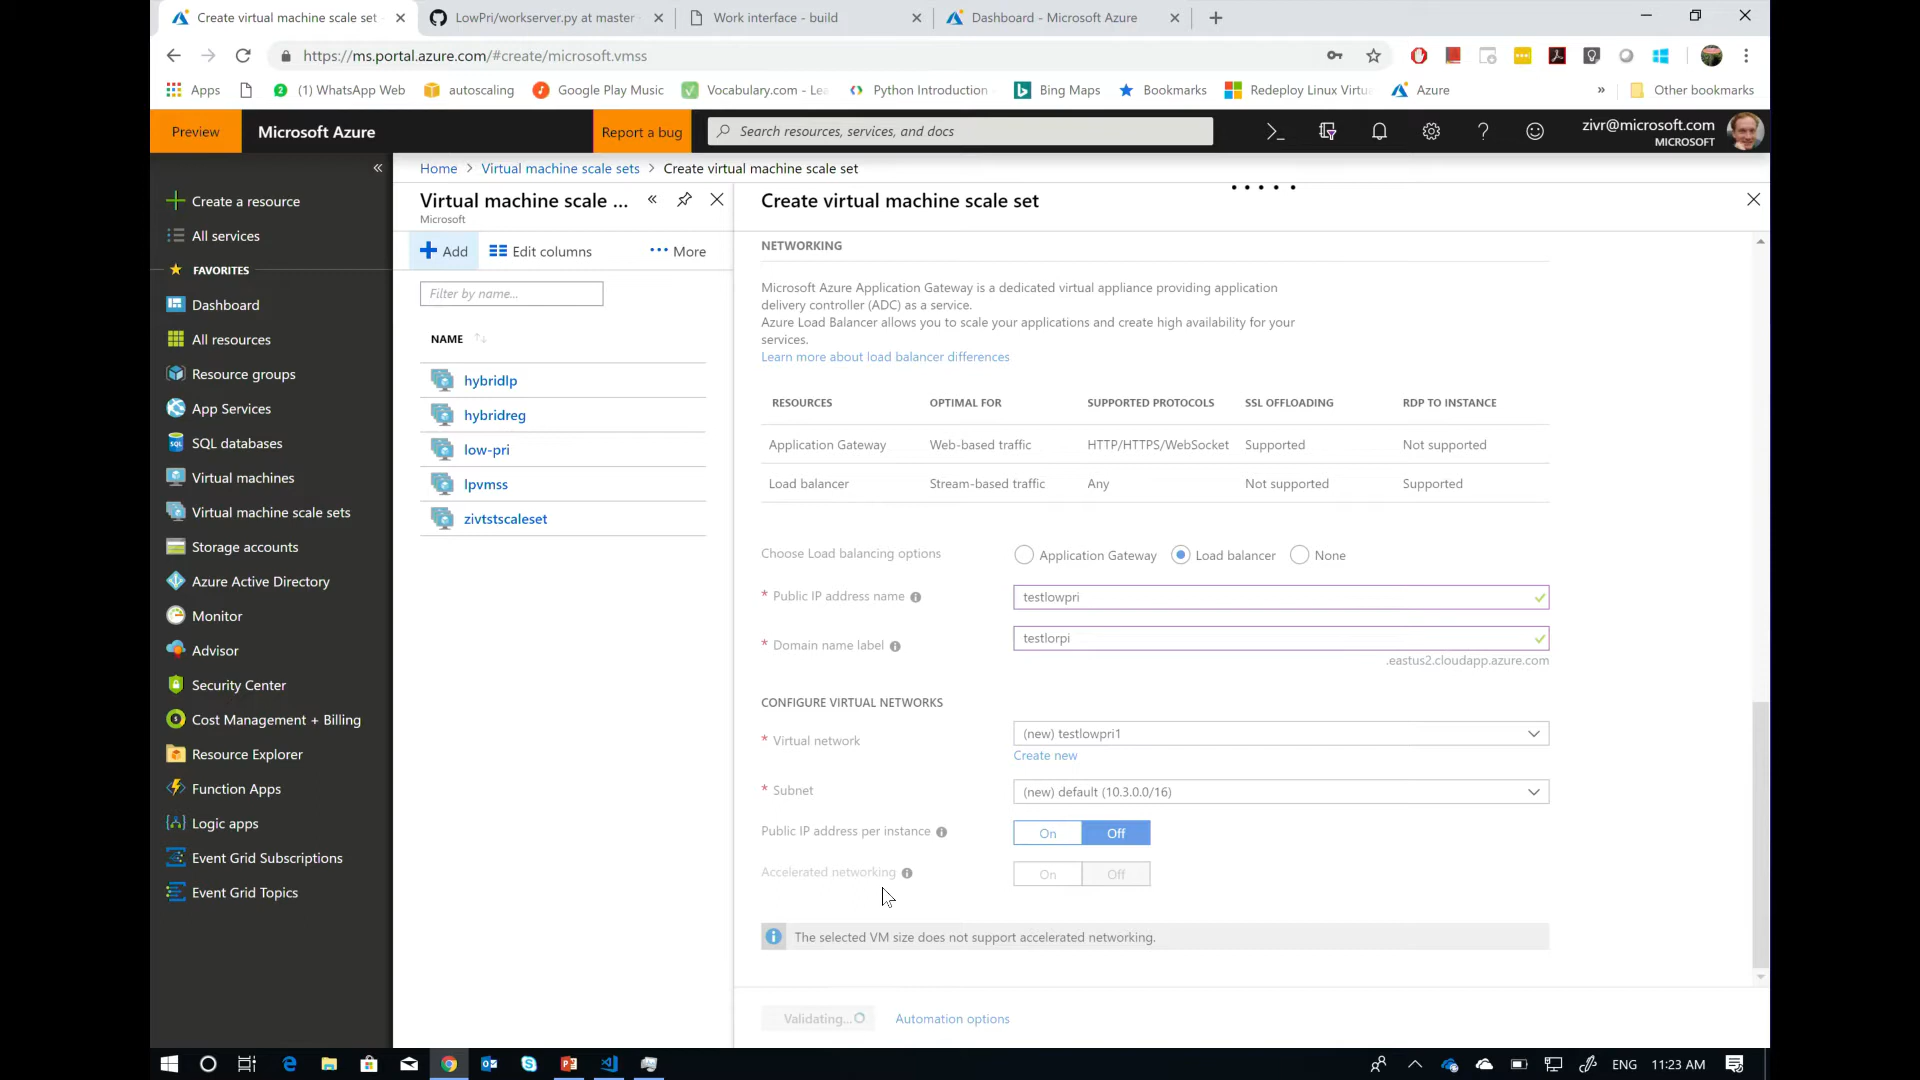 Create virtual machine scale set
LowPri/workserver.py at master
Work interface - build
Dashboard - Microsoft Azure
https://ms.portal.azure.com/#create/microsoft.vmss
Apps
(1) WhatsApp Web
autoscaling
Google Play Music
Vocabulary.com - Lea
Python Introduction
Bing Maps
Bookmarks
Redeploy Linux Virtu
Azure
»
Other bookmarks
Preview
Microsoft Azure
Report a bug
Search resources, services, and docs
zivr@microsoft.com
MICROSOFT
Home > Virtual machine scale sets > Create virtual machine scale set
Create a resource
All services
FAVORITES
Dashboard
All resources
Resource groups
App Services
SQL databases
Virtual machines
Virtual machine scale sets
Storage accounts
Azure Active Directory
Monitor
Advisor
Security Center
Cost Management + Billing
Resource Explorer
Function Apps
Logic apps
Event Grid Subscriptions
Event Grid Topics
Virtual machine scale ...
Microsoft
Add
Edit columns
More
Filter by name...
NAME
hybridlp
hybridreg
low-pri
lpvmss
zivtstscaleset
Create virtual machine scale set
NETWORKING
Microsoft Azure Application Gateway is a dedicated virtual appliance providing application
delivery controller (ADC) as a service.
Azure Load Balancer allows you to scale your applications and create high availability for your
services.
Learn more about load balancer differences
RESOURCES OPTIMAL FOR SUPPORTED PROTOCOLS SSL OFFLOADING RDP TO INSTANCE
Application Gateway Web-based traffic HTTP/HTTPS/WebSocket Supported Not supported
Load balancer Stream-based traffic Any Not supported Supported
Choose Load balancing options Application Gateway Load balancer None
* Public IP address name testlowpri
* Domain name label testlorpi
.eastus2.cloudapp.azure.com
CONFIGURE VIRTUAL NETWORKS
* Virtual network (new) testlowpri1
Create new
* Subnet (new) default (10.3.0.0/16)
Public IP address per instance On Off
Accelerated networking On Off
The selected VM size does not support accelerated networking.
Validating... Automation options
ENG 11:23 AM